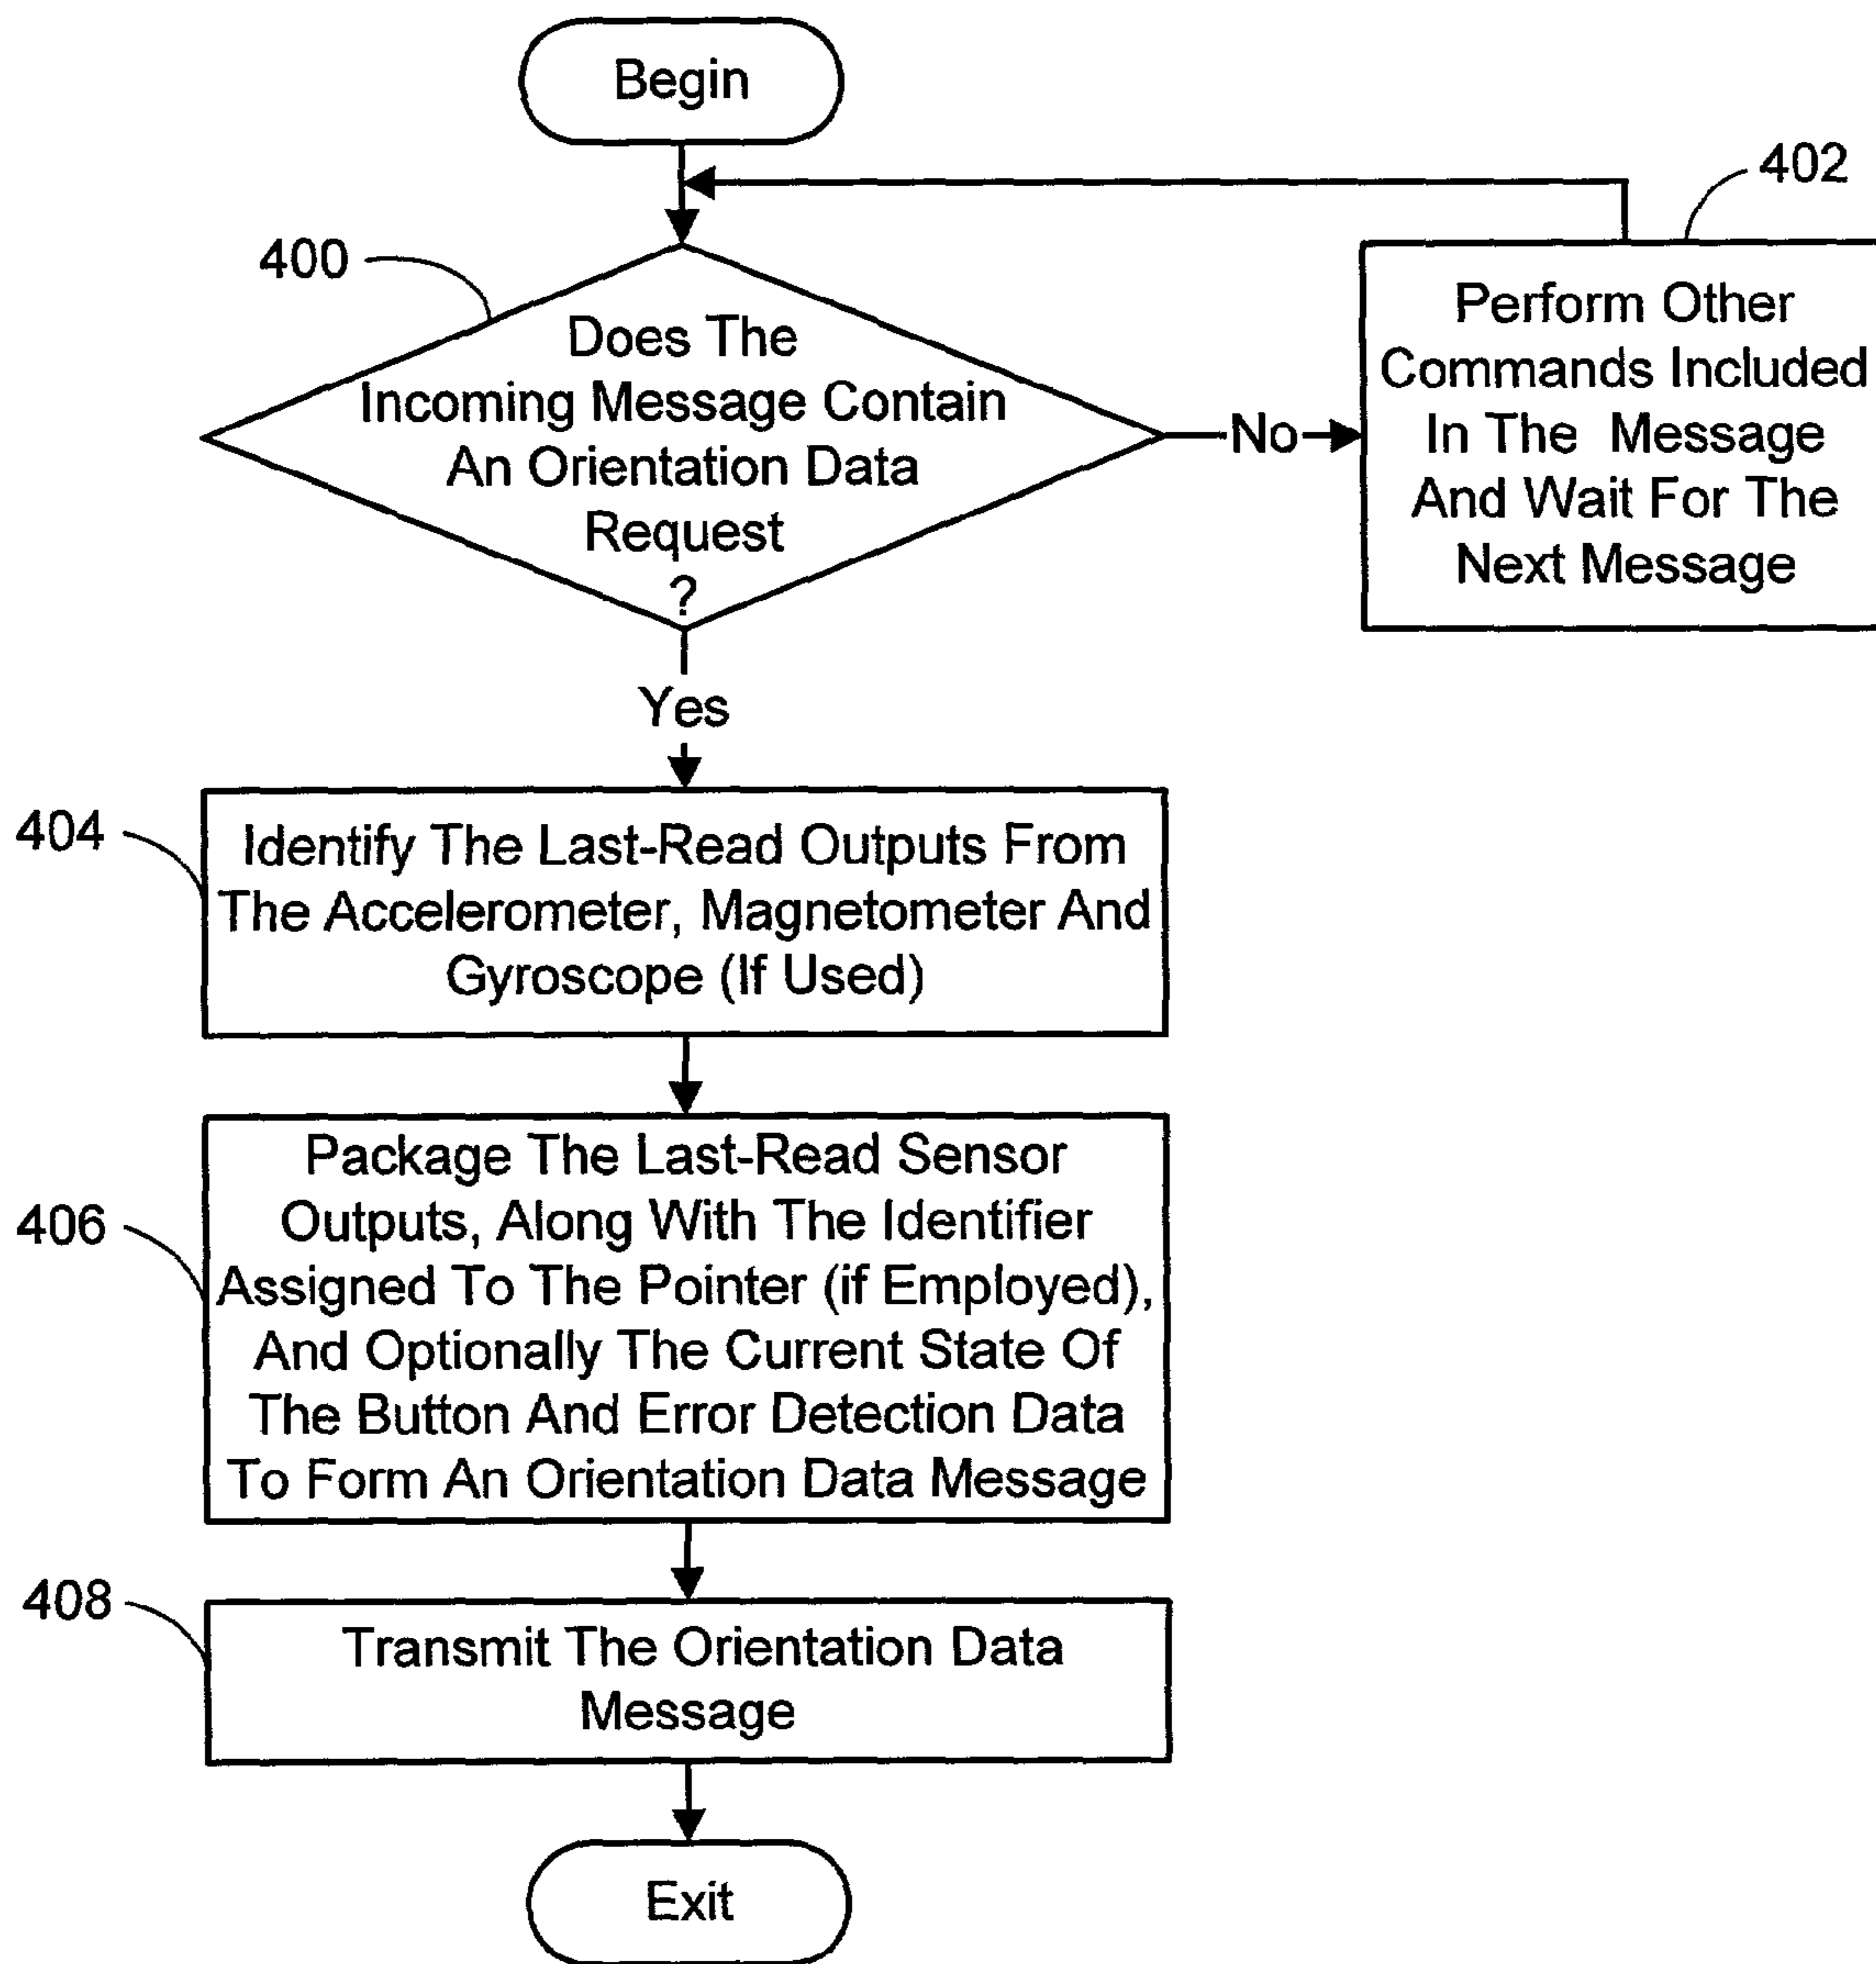 Begin
402
400
Does The
Incoming Message Contain
An Orientation Data
Request
?
No
Perform Other
Commands Included
In The Message
And Wait For The
Next Message
Yes
404
Identify The Last-Read Outputs From
The Accelerometer, Magnetometer And
Gyroscope (If Used)
406
Package The Last-Read Sensor
Outputs, Along With The Identifier
Assigned To The Pointer (if Employed),
And Optionally The Current State Of
The Button And Error Detection Data
To Form An Orientation Data Message
408
Transmit The Orientation Data
Message
Exit